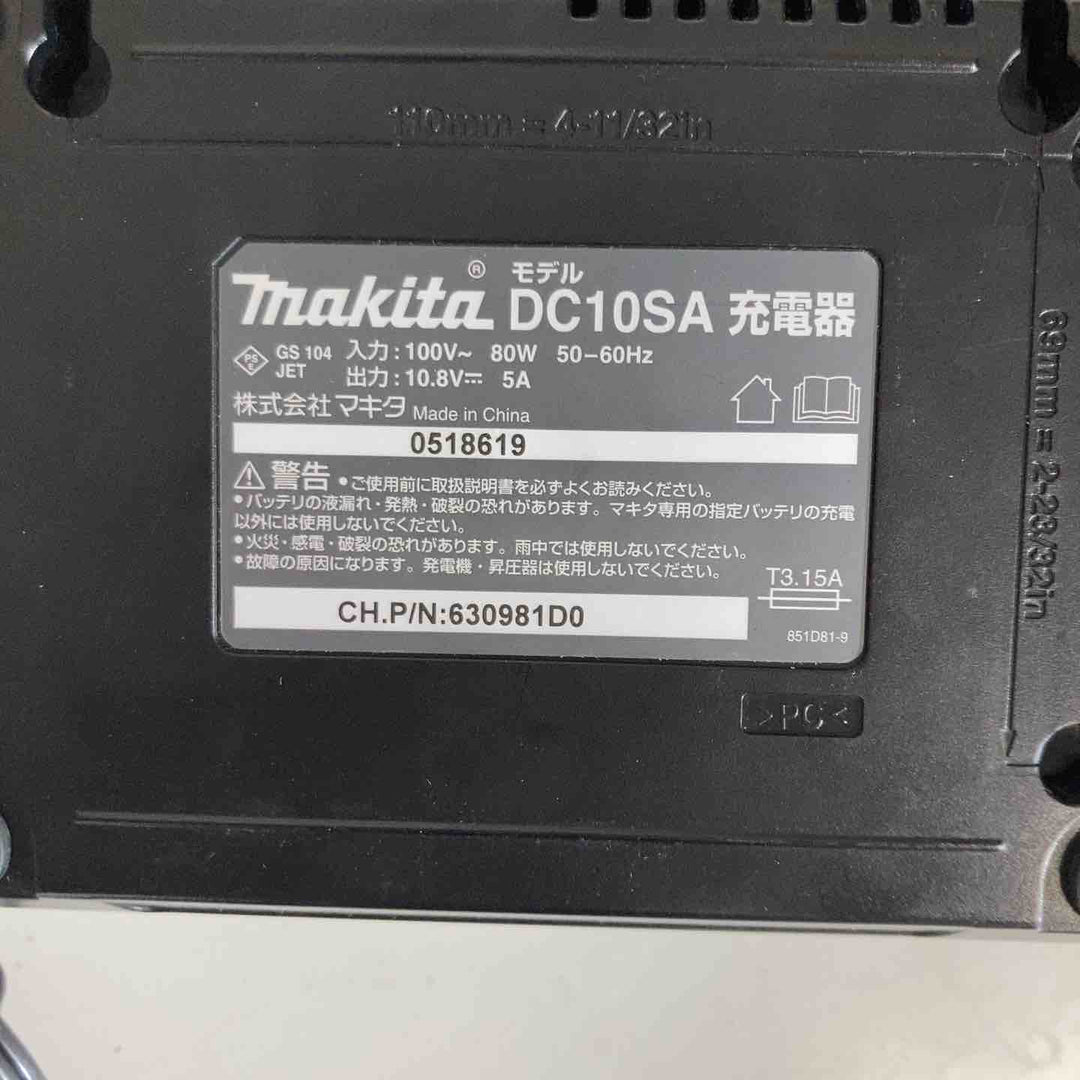 110mm = 4-11/32in
makita® モデル DC10SA 充電器
PSE GS 104 JET
入力:100V~ 80W 50-60Hz
出力:10.8V⎓ 5A
株式会社 マキタ Made in China
0518619
⚠警告 •ご使用前に取扱説明書を必ずよくお読みください。
•バッテリの液漏れ・発熱・破裂の恐れがあります。マキタ専用の指定バッテリの充電
以外には使用しないでください。
•火災・感電・破裂の恐れがあります。雨中では使用しないでください。
•故障の原因になります。発電機・昇圧器は使用しないでください。
T3.15A
CH.P/N:630981D0
851D81-9
>PC<
69mm = 2-23/32in